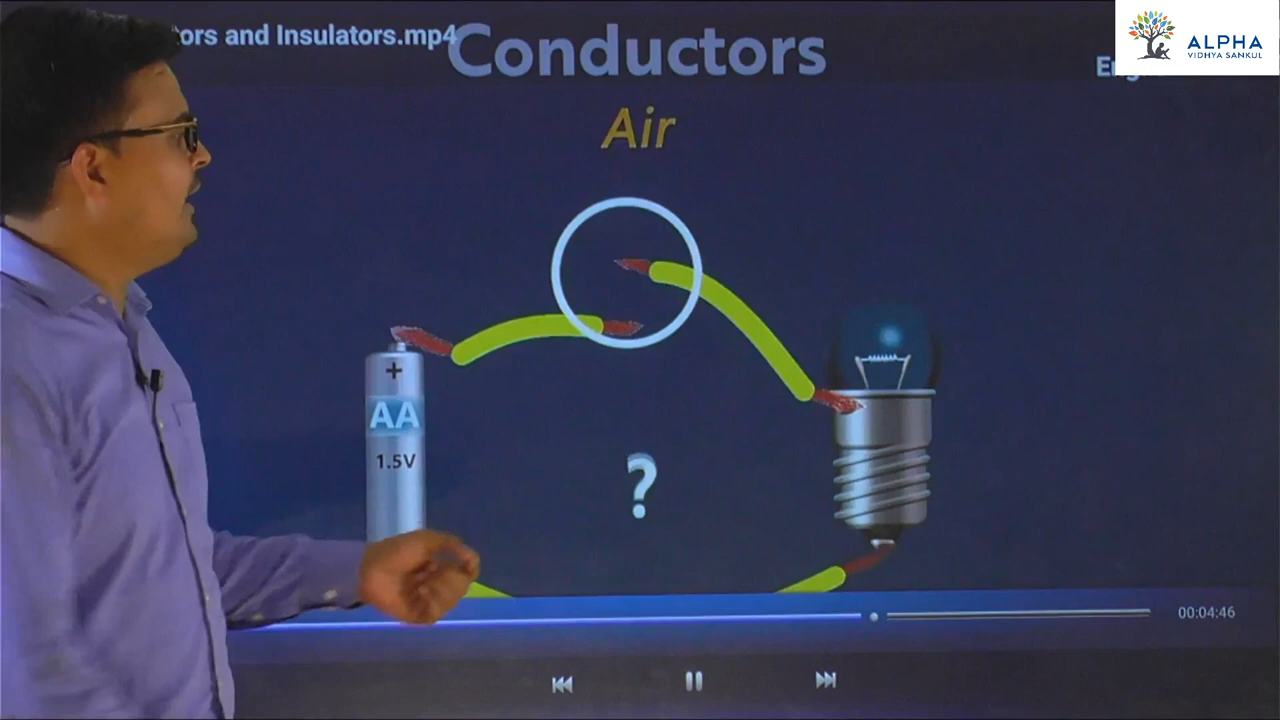 tors and Insulators.mp4
Conductors
ALPHA
VIDHYA SANKUL
Air
+
AA
1.5V
?
00:04:46